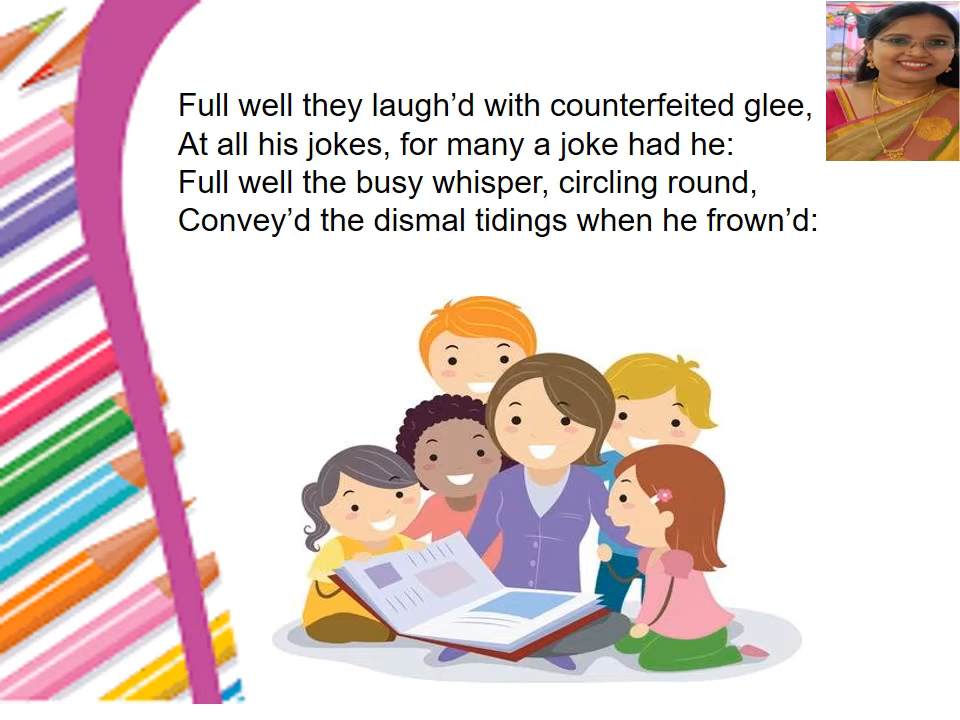 Full well they laugh’d with counterfeited glee,
At all his jokes, for many a joke had he:
Full well the busy whisper, circling round,
Convey’d the dismal tidings when he frown’d: